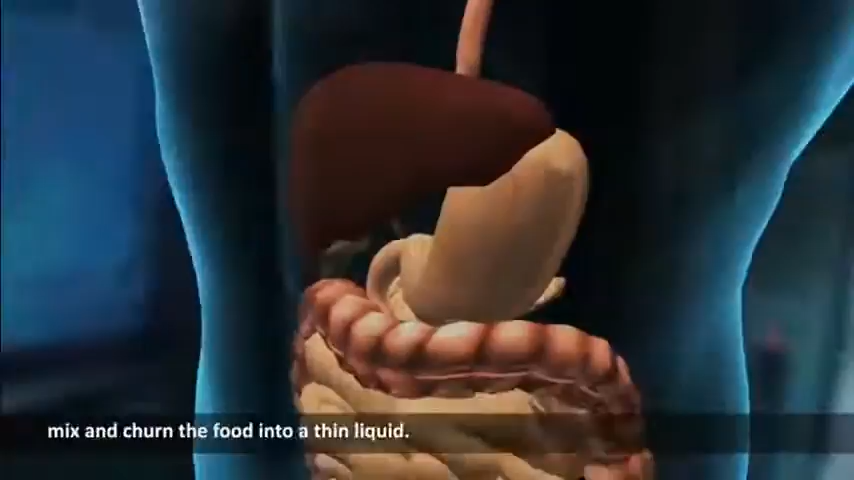 mix and churn the food into a thin liquid.